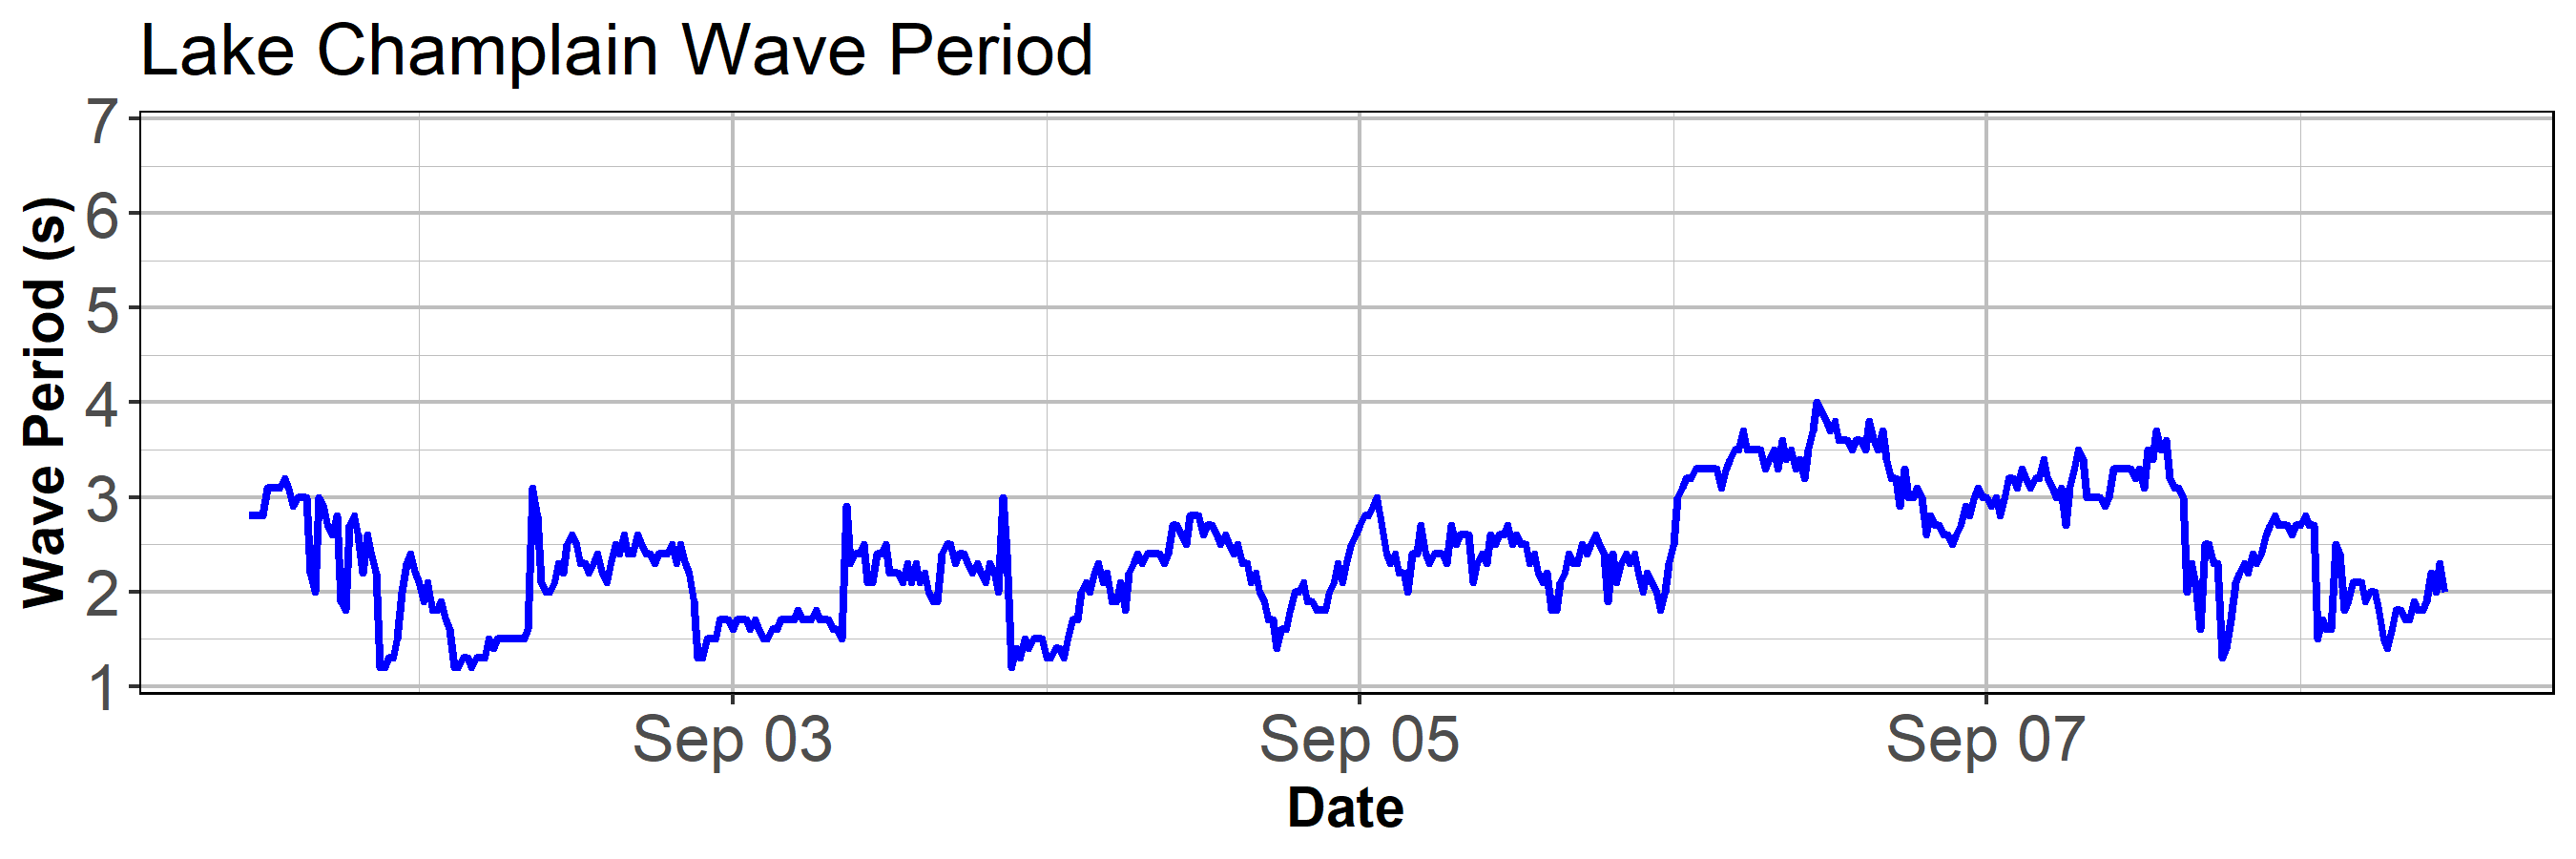 Lake Champlain Wave Period
Wave Period (s)
7
6
5
4
3
2
1
Sep 03
Sep 05
Sep 07
Date